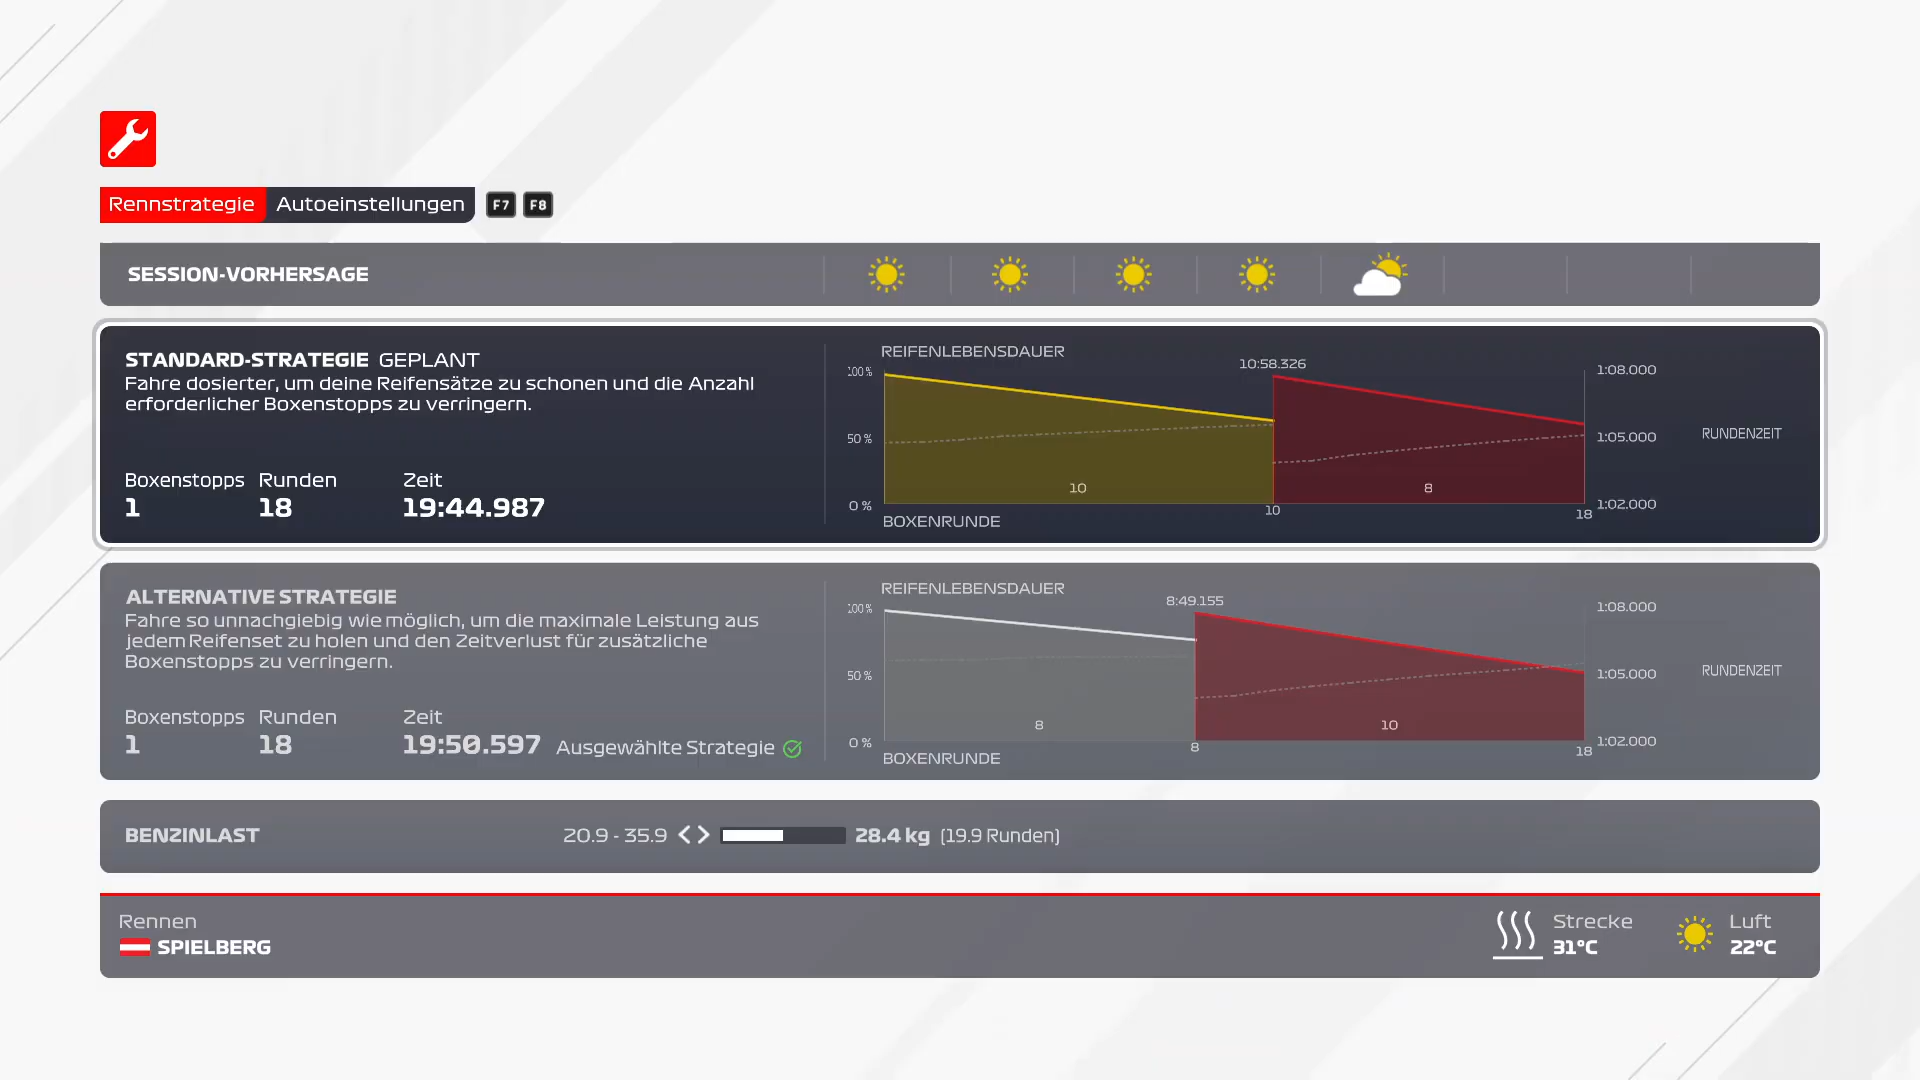 Rennstrategie Autoeinstellungen F7 F8
SESSION-VORHERSAGE
STANDARD-STRATEGIE GEPLANT
Fahre dosierter, um deine Reifensätze zu schonen und die Anzahl
erforderlicher Boxenstopps zu verringern.
Boxenstopps Runden Zeit
1 18 19:44.987
REIFENLEBENSDAUER
10:58.326
100 % 1:08.000
50 % 1:05.000 RUNDENZEIT
10 8
0 % 10 18 1:02.000
BOXENRUNDE
ALTERNATIVE STRATEGIE
Fahre so unnachgiebig wie möglich, um die maximale Leistung aus
jedem Reifenset zu holen und den Zeitverlust für zusätzliche
Boxenstopps zu verringern.
Boxenstopps Runden Zeit
1 18 19:50.597 Ausgewählte Strategie
REIFENLEBENSDAUER
8:49.155
100 % 1:08.000
50 % 1:05.000 RUNDENZEIT
8 10
0 % 8 18 1:02.000
BOXENRUNDE
BENZINLAST 20.9 - 35.9 28.4 kg (19.9 Runden)
Rennen
SPIELBERG
Strecke
31°C
Luft
22°C